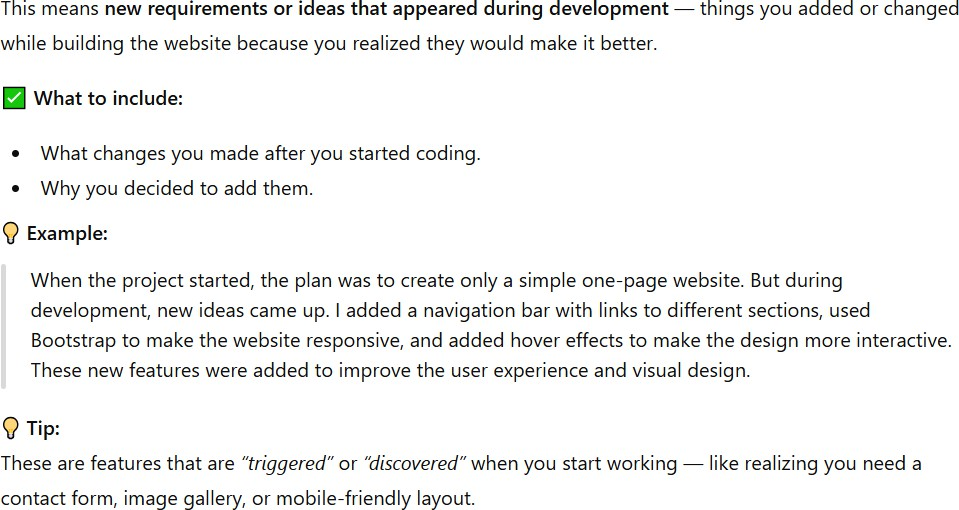 This means new requirements or ideas that appeared during development — things you added or changed
while building the website because you realized they would make it better.
✅ What to include:
• What changes you made after you started coding.
• Why you decided to add them.
💡 Example:
When the project started, the plan was to create only a simple one-page website. But during
development, new ideas came up. I added a navigation bar with links to different sections, used
Bootstrap to make the website responsive, and added hover effects to make the design more interactive.
These new features were added to improve the user experience and visual design.
💡 Tip:
These are features that are “triggered” or “discovered” when you start working — like realizing you need a
contact form, image gallery, or mobile-friendly layout.